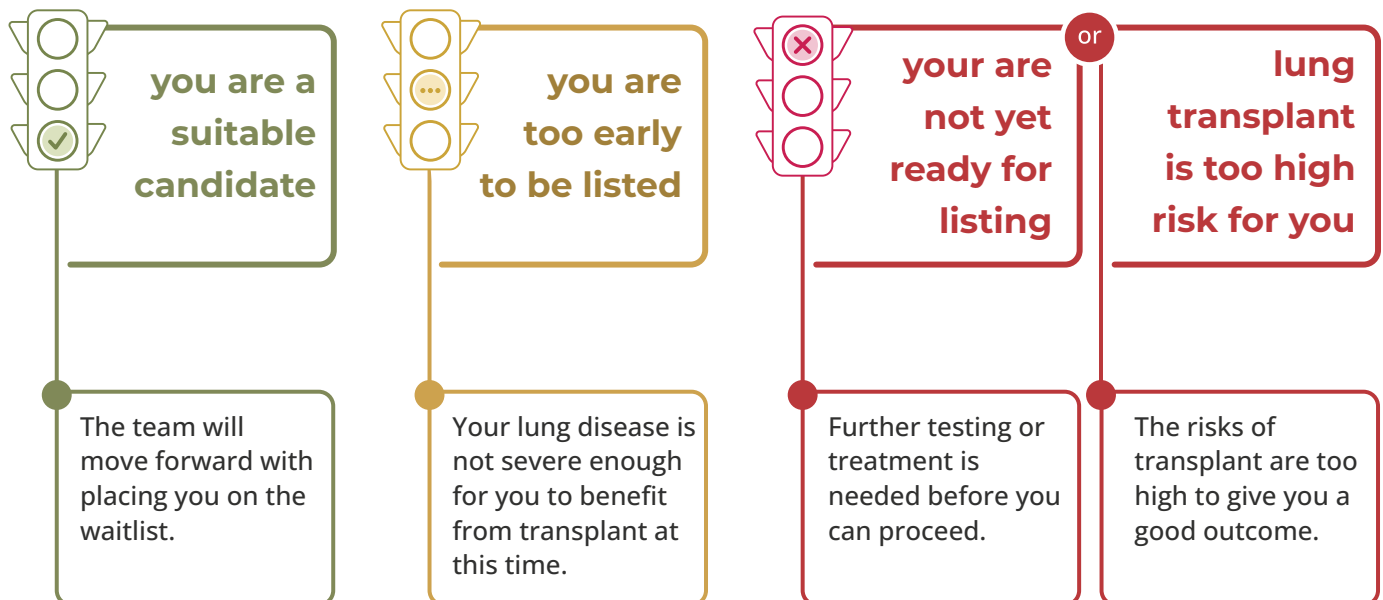 you are a
suitable
candidate
The team will
move forward with
placing you on the
waitlist.
you are
too early
to be listed
Your lung disease is
not severe enough
for you to benefit
from transplant at
this time.
your are
not yet
ready for
listing
Further testing or
treatment is
needed before you
can proceed.
or
lung
transplant
is too high
risk for you
The risks of
transplant are too
high to give you a
good outcome.